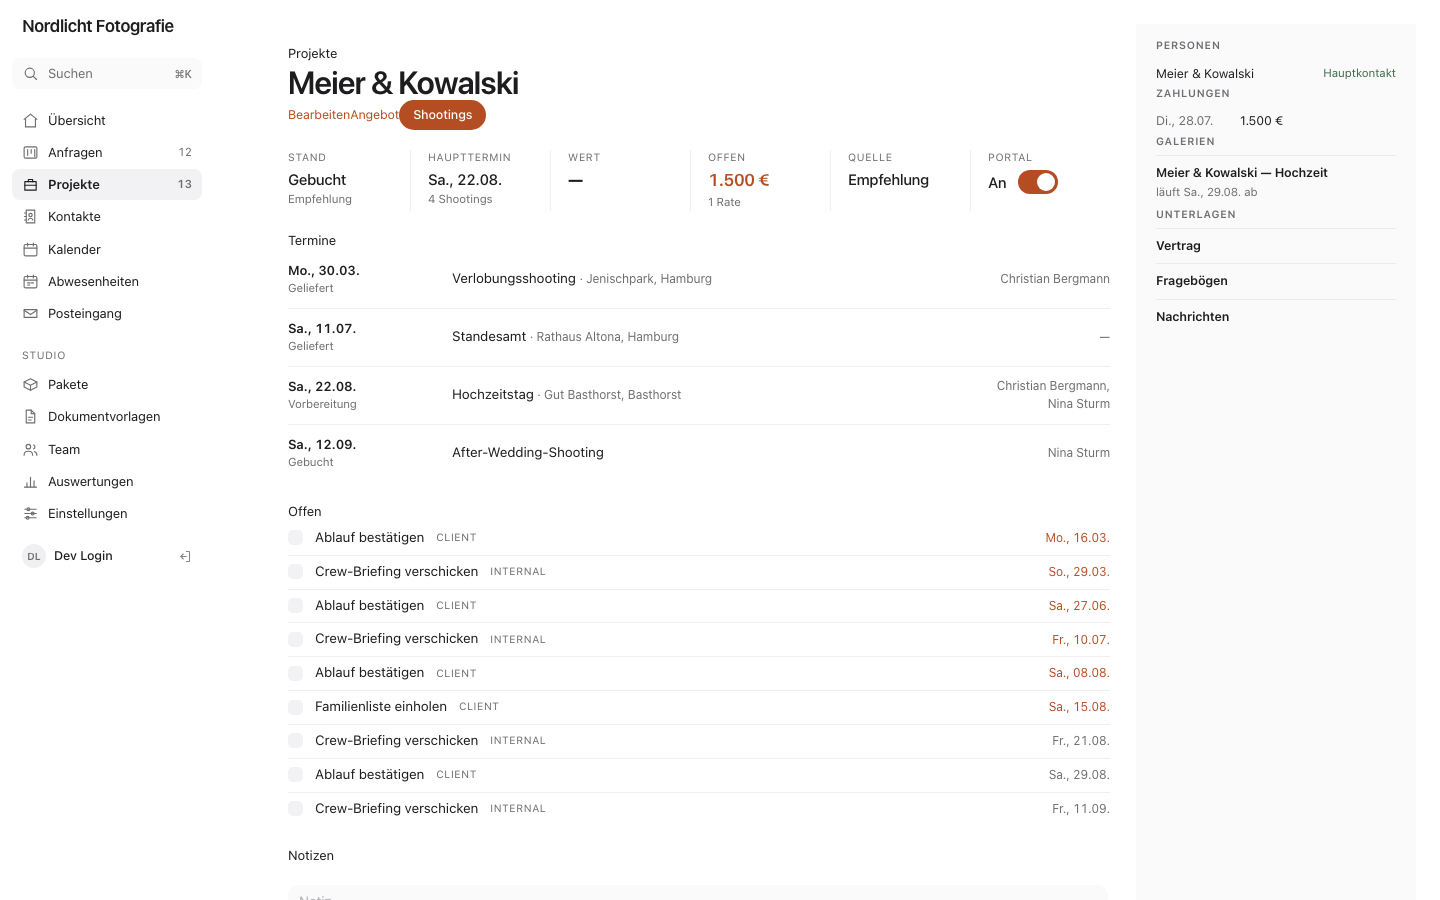 Nordlicht Fotografie
Suchen ⌘K
Übersicht
Anfragen 12
Projekte 13
Kontakte
Kalender
Abwesenheiten
Posteingang
STUDIO
Pakete
Dokumentvorlagen
Team
Auswertungen
Einstellungen
DL Dev Login
Projekte
Meier & Kowalski
Bearbeiten Angebot Shootings
STAND
Gebucht
Empfehlung
HAUPTTERMIN
Sa., 22.08.
4 Shootings
WERT
—
OFFEN
1.500 €
1 Rate
QUELLE
Empfehlung
PORTAL
An
Termine
Mo., 30.03.
Geliefert
Verlobungsshooting · Jenischpark, Hamburg
Christian Bergmann
Sa., 11.07.
Geliefert
Standesamt · Rathaus Altona, Hamburg
—
Sa., 22.08.
Vorbereitung
Hochzeitstag · Gut Basthorst, Basthorst
Christian Bergmann,
Nina Sturm
Sa., 12.09.
Gebucht
After-Wedding-Shooting
Nina Sturm
Offen
Ablauf bestätigen CLIENT Mo., 16.03.
Crew-Briefing verschicken INTERNAL So., 29.03.
Ablauf bestätigen CLIENT Sa., 27.06.
Crew-Briefing verschicken INTERNAL Fr., 10.07.
Ablauf bestätigen CLIENT Sa., 08.08.
Familienliste einholen CLIENT Sa., 15.08.
Crew-Briefing verschicken INTERNAL Fr., 21.08.
Ablauf bestätigen CLIENT Sa., 29.08.
Crew-Briefing verschicken INTERNAL Fr., 11.09.
Notizen
PERSONEN
Meier & Kowalski Hauptkontakt
ZAHLUNGEN
Di., 28.07. 1.500 €
GALERIEN
Meier & Kowalski — Hochzeit
läuft Sa., 29.08. ab
UNTERLAGEN
Vertrag
Fragebögen
Nachrichten